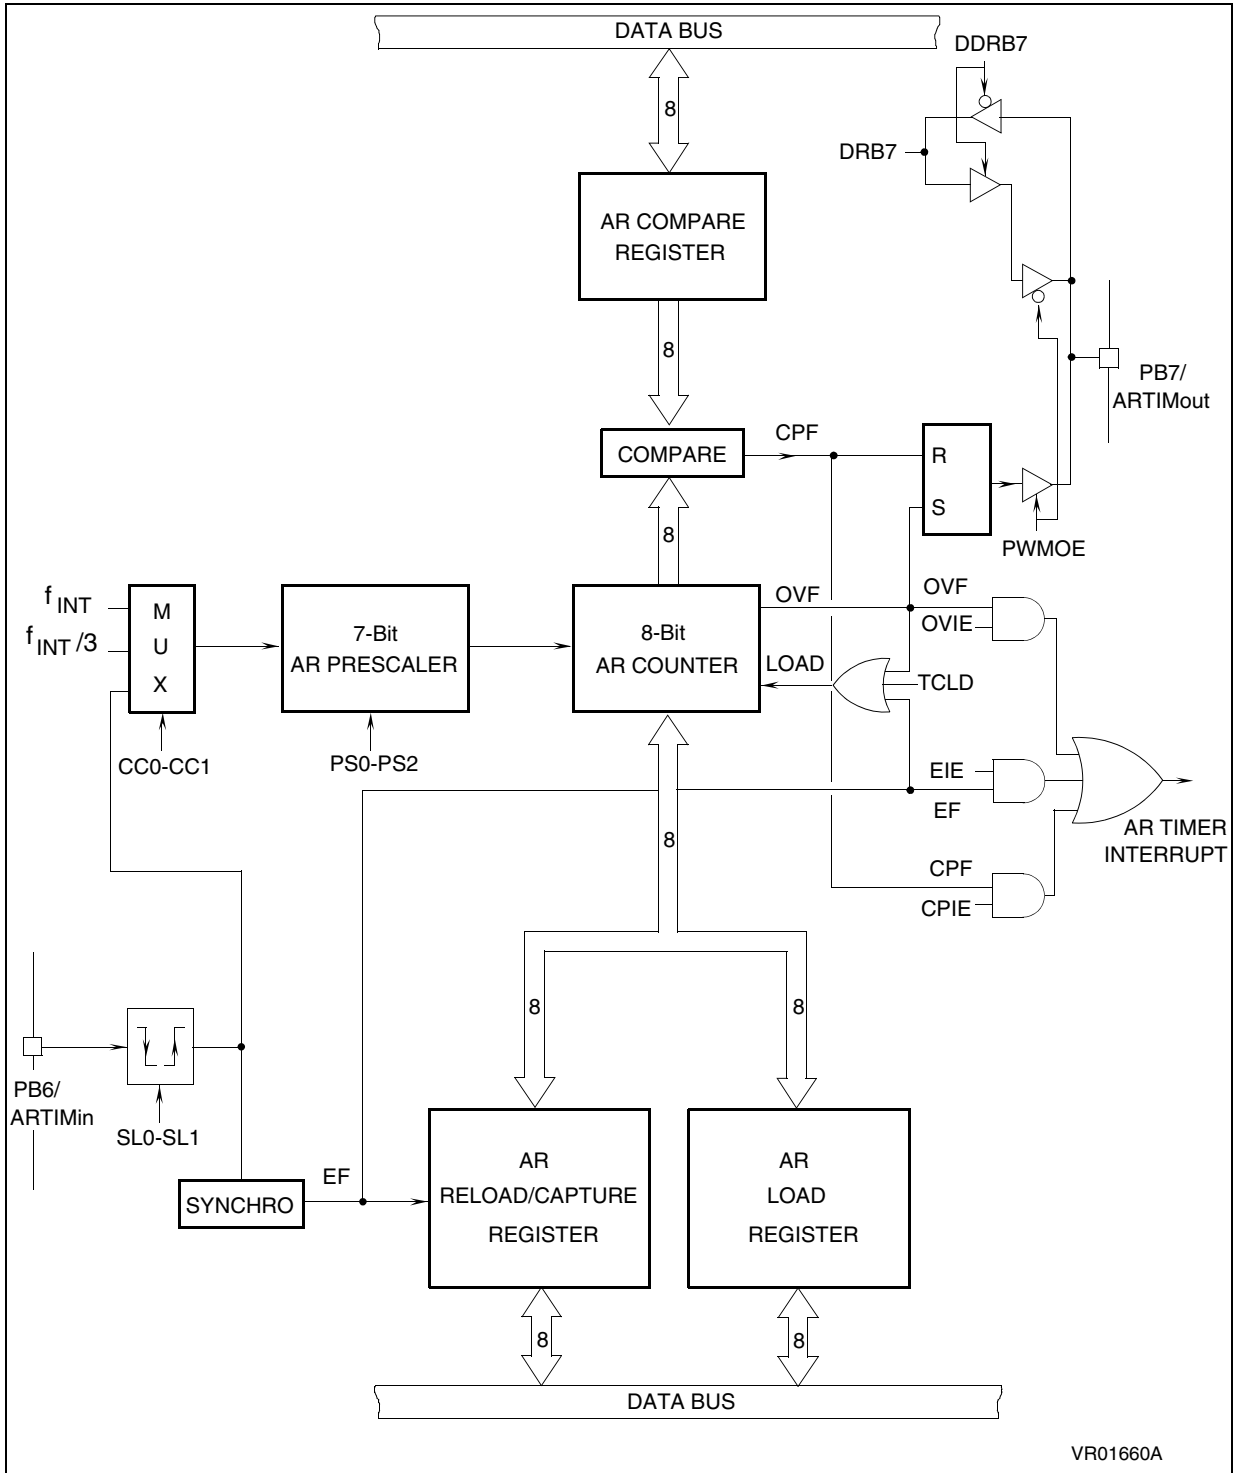 DATA BUS
DDRB7
8
DRB7
AR COMPARE
REGISTER
8
PB7/
ARTIMout
CPF
COMPARE
R
S
8
PWMOE
f INT
f INT /3
M
U
X
7-Bit
AR PRESCALER
8-Bit
AR COUNTER
OVF
OVF
OVIE
LOAD
TCLD
CC0-CC1
PS0-PS2
EIE
EF
AR TIMER
INTERRUPT
8
CPF
CPIE
8
8
PB6/
ARTIMin
SL0-SL1
SYNCHRO
EF
AR
RELOAD/CAPTURE
REGISTER
AR
LOAD
REGISTER
8
8
DATA BUS
VR01660A